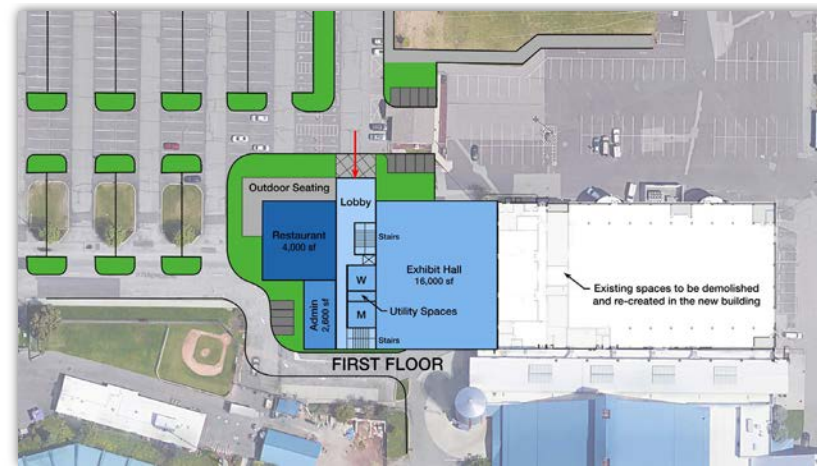 Outdoor Seating
Lobby
Restaurant
4,000 sf
Stairs
Exhibit Hall
16,000 sf
W
Admin
2,600 sf
Utility Spaces
M
Stairs
Existing spaces to be demolished
and re-created in the new building
FIRST FLOOR